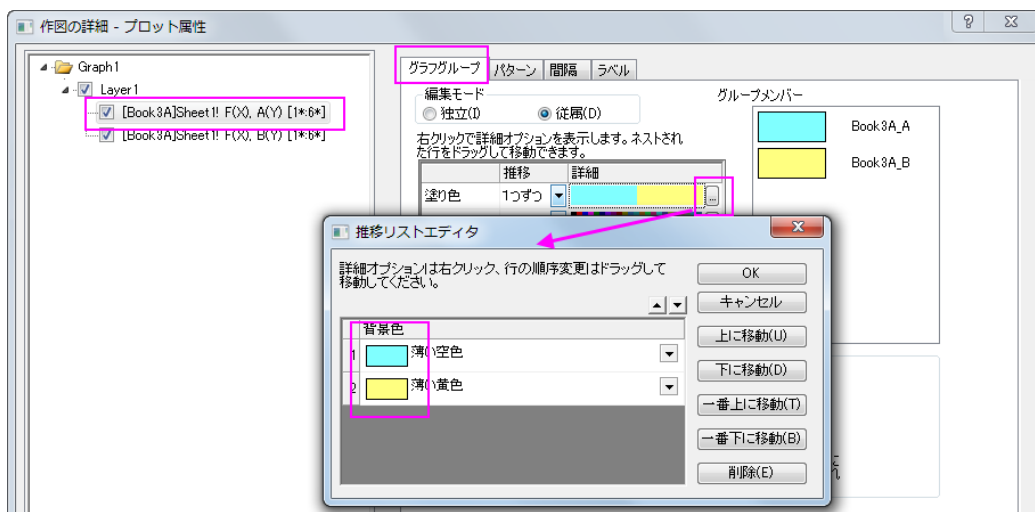 作図の詳細 - プロット属性
Graph1
Layer1
[Book3A]Sheet1! F(X), A(Y) [1*:6*]
[Book3A]Sheet1! F(X), B(Y) [1*:6*]
グラフグループ パターン 間隔 ラベル
編集モード
独立(I) 従属(D)
右クリックで詳細オプションを表示します。ネストされ
た行をドラッグして移動できます。
推移 詳細
塗り色 1つずつ ...
グループメンバー
Book3A_A
Book3A_B
推移リストエディタ
詳細オプションは右クリック、行の順序変更はドラッグして
移動してください。
背景色
1 薄い空色
2 薄い黄色
OK
キャンセル
上に移動(U)
下に移動(D)
一番上に移動(T)
一番下に移動(B)
削除(E)